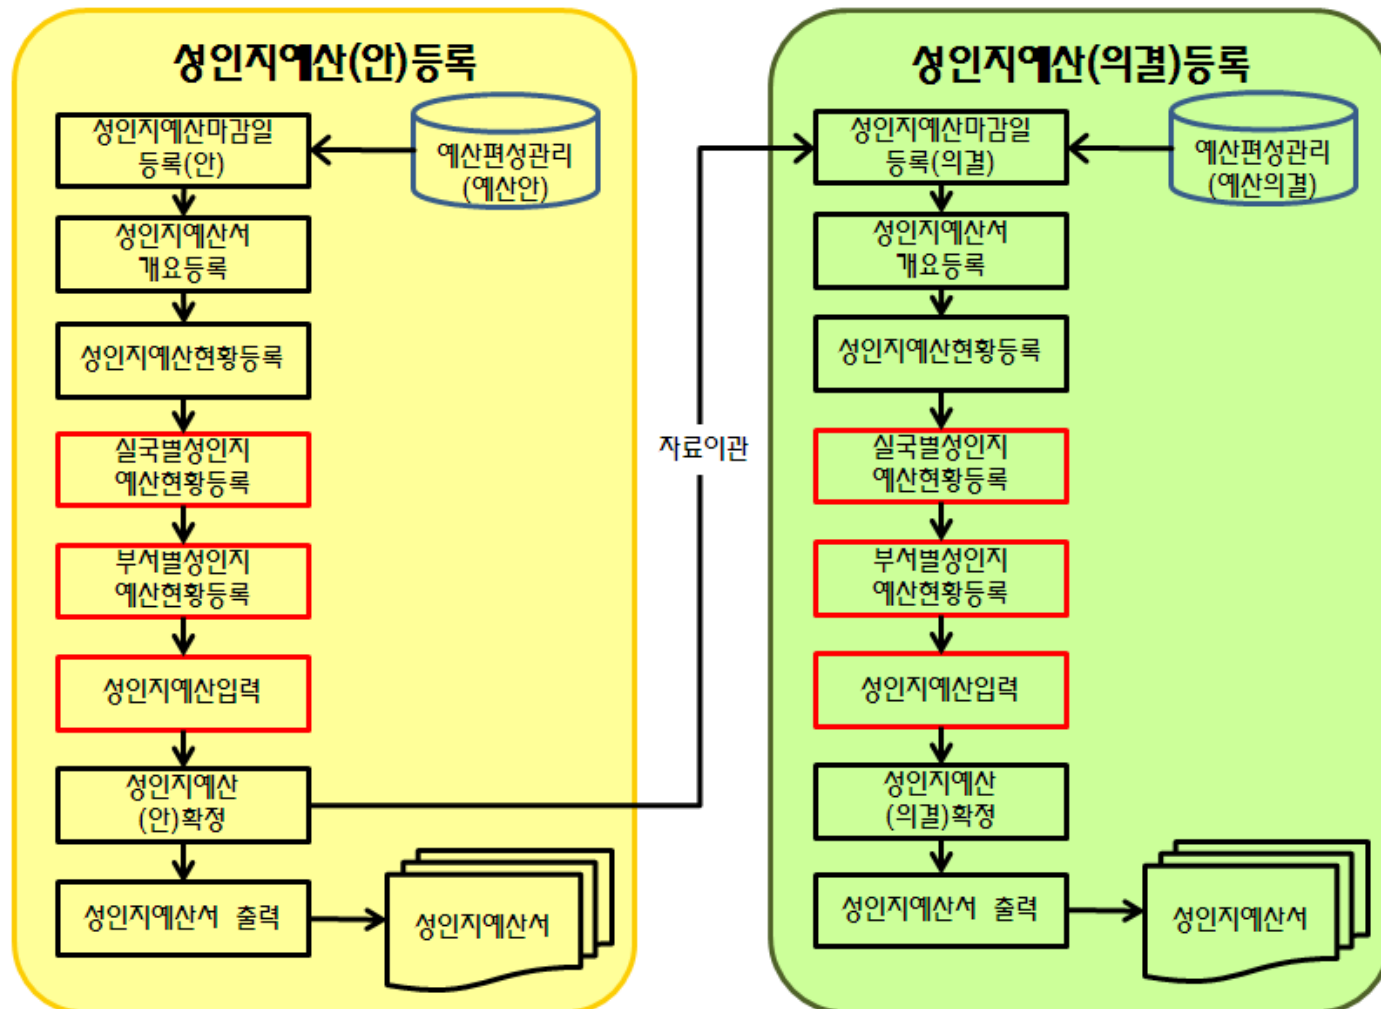 성인지예산(안)등록
성인지예산마감일
등록(안)
예산편성관리
(예산안)
성인지예산서
개요등록
성인지예산현황등록
실국별성인지
예산현황등록
부서별성인지
예산현황등록
성인지예산입력
성인지예산
(안)확정
성인지예산서 출력
성인지예산서
자료이관
성인지예산(의결)등록
성인지예산마감일
등록(의결)
예산편성관리
(예산의결)
성인지예산서
개요등록
성인지예산현황등록
실국별성인지
예산현황등록
부서별성인지
예산현황등록
성인지예산입력
성인지예산
(의결)확정
성인지예산서 출력
성인지예산서